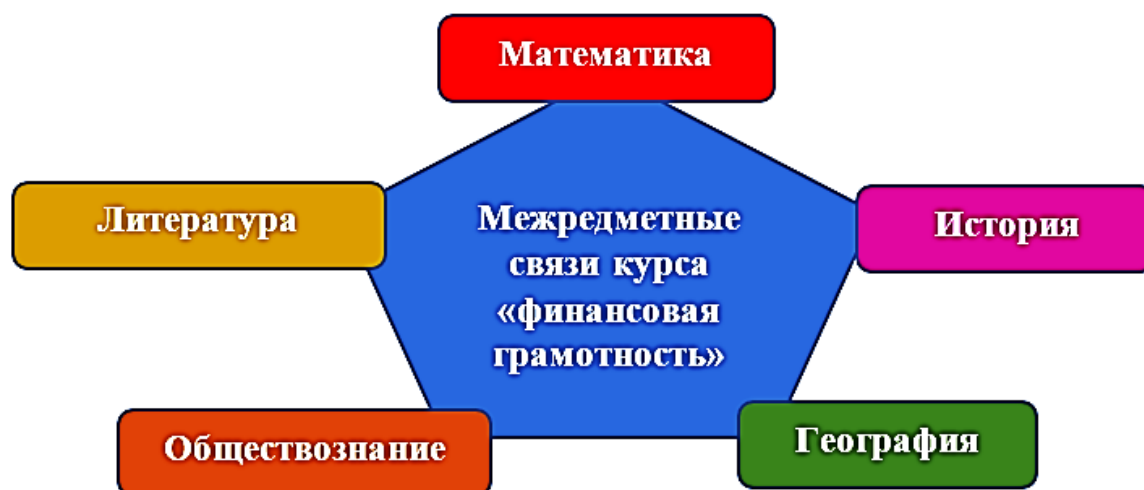 Математика
Литература
История
Межредметные
связи курса
«финансовая
грамотность»
Обществознание
География